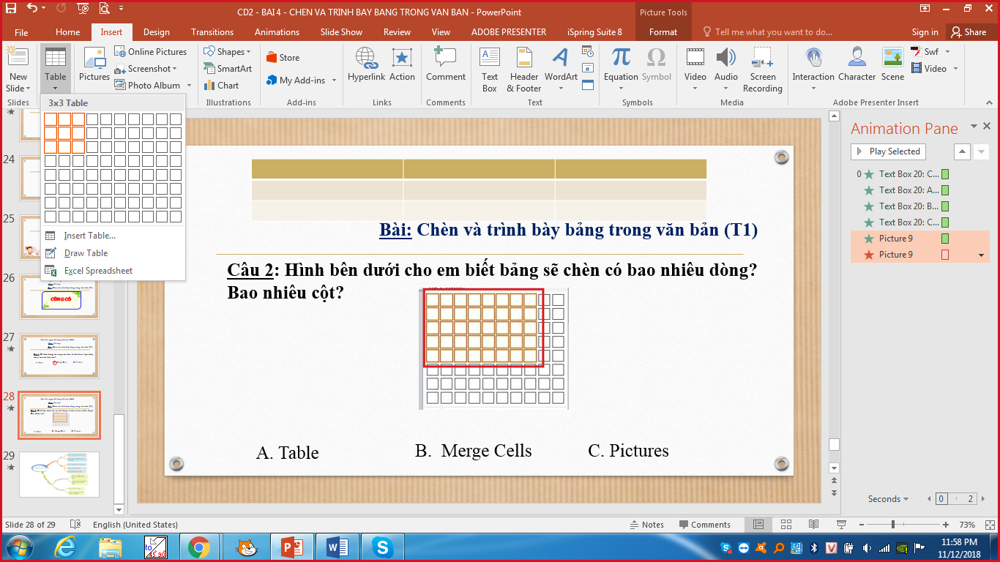 CD2 - BAI 4 - CHEN VA TRINH BAY BANG TRONG VAN BAN - PowerPoint
Picture Tools
File Home Insert Design Transitions Animations Slide Show Review View ADOBE PRESENTER iSpring Suite 8 Format Tell me what you want to do... Sign in Share
New Slide
Table
Pictures
Online Pictures
Screenshot
Photo Album
Shapes
SmartArt
Chart
Store
My Add-ins
Hyperlink
Action
Comment
Text Box
Header & Footer
WordArt
Equation
Symbol
Video
Audio
Screen Recording
Interaction
Character
Scene
Swf
Video
Slides
Illustrations
Add-ins
Links
Comments
Text
Symbols
Media
Adobe Presenter Insert
3x3 Table
Insert Table...
Draw Table
Excel Spreadsheet
24
25
26
CỦNG CỐ
27
28
29
Bài: Chèn và trình bày bảng trong văn bản (T1)
Câu 2: Hình bên dưới cho em biết bảng sẽ chèn có bao nhiêu dòng?
Bao nhiêu cột?
A. Table
B. Merge Cells
C. Pictures
Animation Pane
Play Selected
0 Text Box 20: C...
Text Box 20: A...
Text Box 20: B...
Text Box 20: C...
Picture 9
Picture 9
Seconds 0 2
Slide 28 of 29
English (United States)
Notes
Comments
73%
11:58 PM
11/12/2018